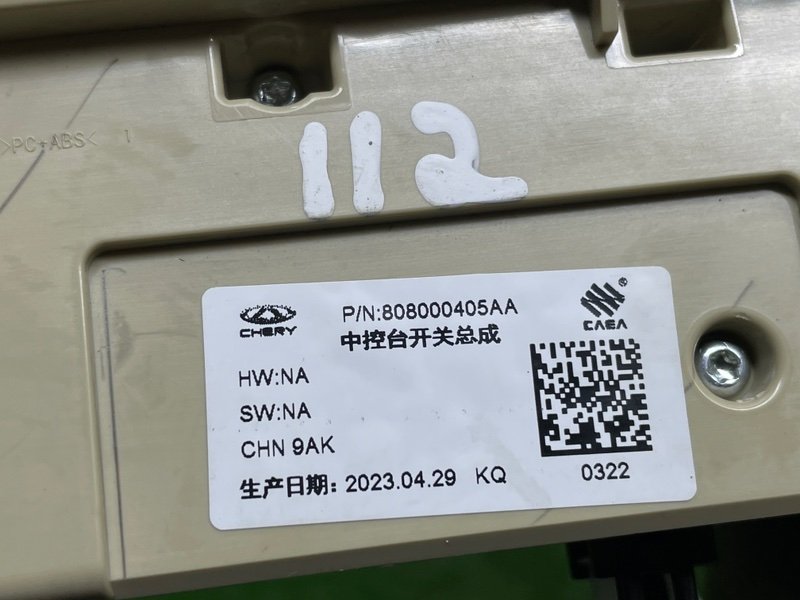 >PC+ABS< 1
112
CHERY
P/N:808000405AA
CAEA
®
中控台开关总成
HW:NA
SW:NA
CHN 9AK
生产日期: 2023.04.29 KQ
0322